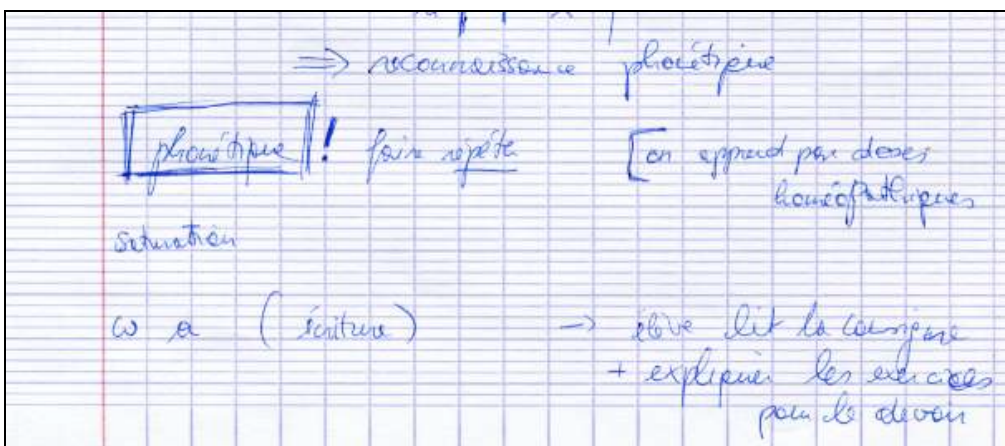 => reconnaissance phonétique
phonétique ! faire répéter [on apprend par doses
homéopathiques
saturation
ω a (écriture) -> élève lit la consigne
+ expliquer les exercices
pour le devoir